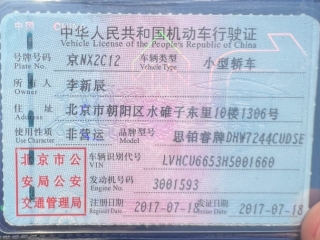 中华人民共和国机动车行驶证
Vehicle License of the People's Republic of China
号牌号码 京NX2C12 车辆类型 小型轿车
Plate No. Vehicle Type
所有人 李新辰
Owner
住址 北京市朝阳区水碓子东里10楼1306号
Address
使用性质 非营运 品牌型号 思铂睿牌DHW7244CUDSE
Use Character
北京市公 车辆识别代号 LVHCU6653H5001660
VIN
安局公安 发动机号码 3001593
Engine No.
交通管理局 注册日期 2017-07-18 发证日期 2017-07-18
Register Date Issue Date